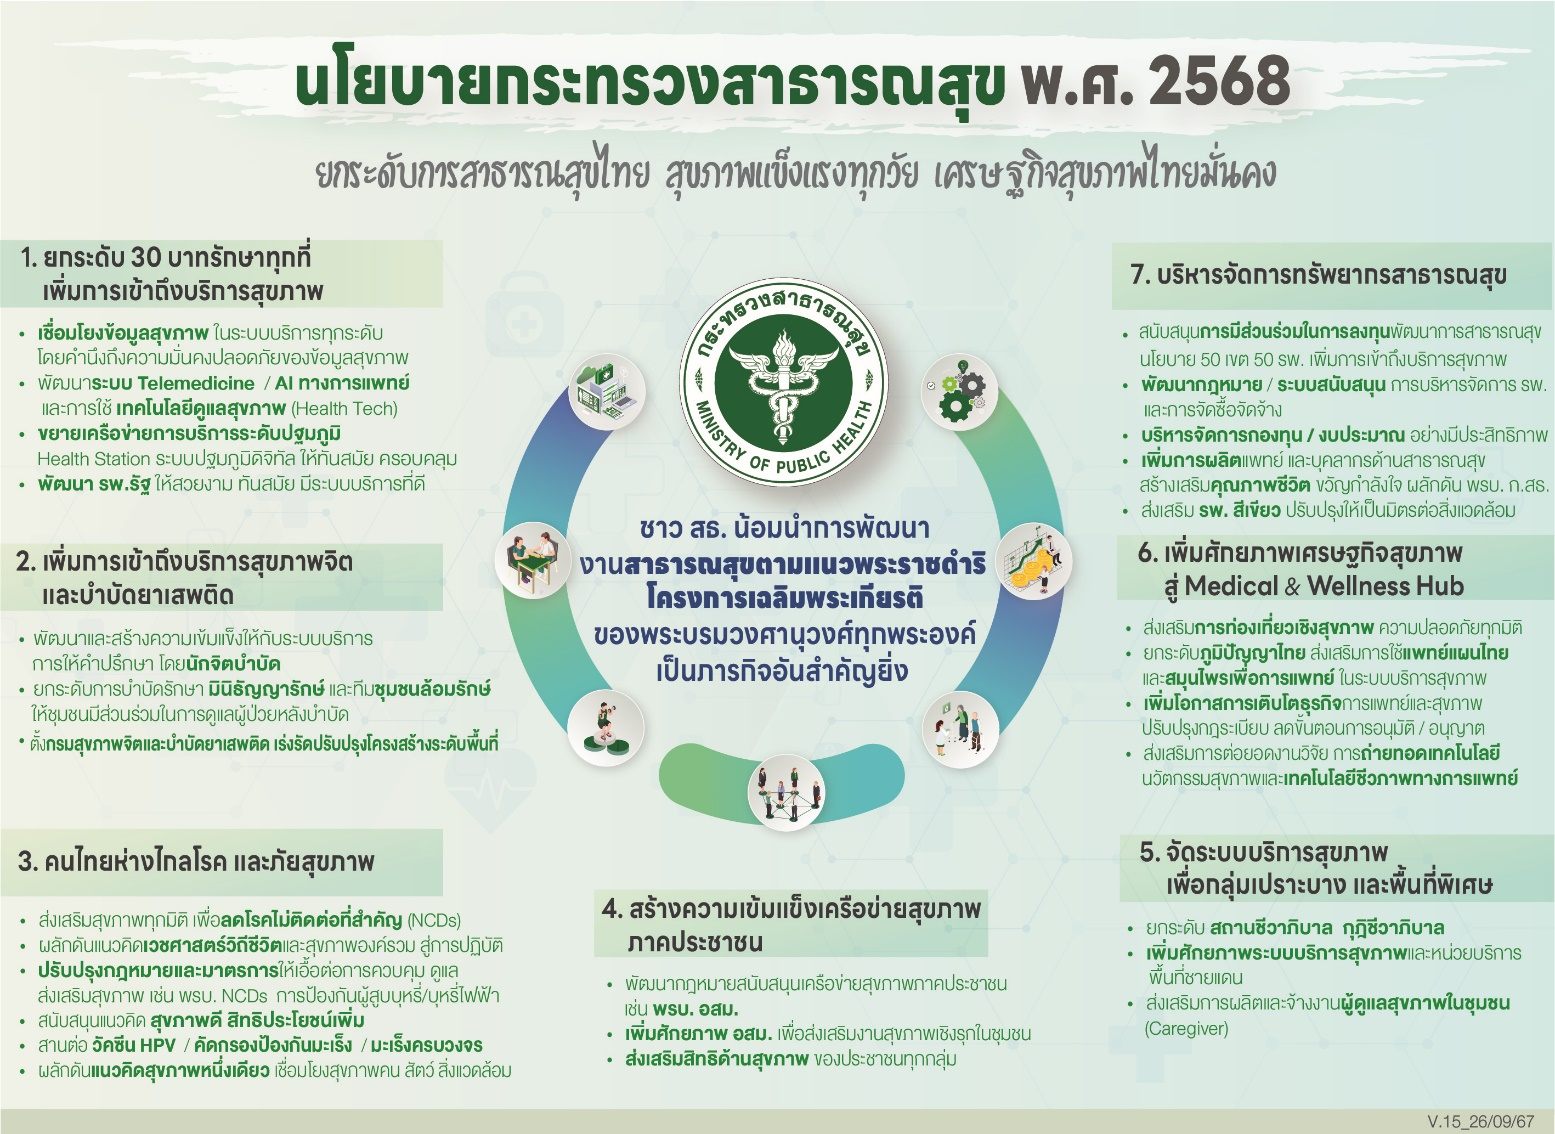 นโยบายกระทรวงสาธารณสุข พ.ศ. 2568
ยกระดับการสาธารณสุขไทย สุขภาพแข็งแรงทุกวัย เศรษฐกิจสุขภาพไทยมั่นคง
1. ยกระดับ 30 บาทรักษาทุกที่
เพิ่มการเข้าถึงบริการสุขภาพ
• เชื่อมโยงข้อมูลสุขภาพ ในระบบบริการทุกระดับ
โดยคำนึงถึงความมั่นคงปลอดภัยของข้อมูลสุขภาพ
• พัฒนาระบบ Telemedicine / AI ทางการแพทย์
และการใช้ เทคโนโลยีดูแลสุขภาพ (Health Tech)
• ขยายเครือข่ายการบริการระดับปฐมภูมิ
Health Station ระบบปฐมภูมิดิจิทัล ให้ทันสมัย ครอบคลุม
• พัฒนา รพ.รัฐ ให้สวยงาม ทันสมัย มีระบบบริการที่ดี
2. เพิ่มการเข้าถึงบริการสุขภาพจิต
และบำบัดยาเสพติด
• พัฒนาและสร้างความเข้มแข็งให้กับระบบบริการ
การให้คำปรึกษา โดยนักจิตบำบัด
• ยกระดับการบำบัดรักษา มินิธัญญารักษ์ และทีมชุมชนล้อมรักษ์
ให้ชุมชนมีส่วนร่วมในการดูแลผู้ป่วยหลังบำบัด
• ตั้งกรมสุขภาพจิตและบำบัดยาเสพติด เร่งรัดปรับปรุงโครงสร้างระดับพื้นที่
3. คนไทยห่างไกลโรค และภัยสุขภาพ
• ส่งเสริมสุขภาพทุกมิติ เพื่อลดโรคไม่ติดต่อที่สำคัญ (NCDs)
• ผลักดันแนวคิดเวชศาสตร์วิถีชีวิตและสุขภาพองค์รวม สู่การปฏิบัติ
• ปรับปรุงกฎหมายและมาตรการให้เอื้อต่อการควบคุม ดูแล
ส่งเสริมสุขภาพ เช่น พรบ. NCDs การป้องกันผู้สูบบุหรี่/บุหรี่ไฟฟ้า
• สนับสนุนแนวคิด สุขภาพดี สิทธิประโยชน์เพิ่ม
• สานต่อ วัคซีน HPV / คัดกรองป้องกันมะเร็ง / มะเร็งครบวงจร
• ผลักดันแนวคิดสุขภาพหนึ่งเดียว เชื่อมโยงสุขภาพคน สัตว์ สิ่งแวดล้อม
กระทรวงสาธารณสุข
MINISTRY OF PUBLIC HEALTH
ชาว สธ. น้อมนำการพัฒนา
งานสาธารณสุขตามแนวพระราชดำริ
โครงการเฉลิมพระเกียรติ
ของพระบรมวงศานุวงศ์ทุกพระองค์
เป็นภารกิจอันสำคัญยิ่ง
4. สร้างความเข้มแข็งเครือข่ายสุขภาพ
ภาคประชาชน
• พัฒนากฎหมายสนับสนุนเครือข่ายสุขภาพภาคประชาชน
เช่น พรบ. อสม.
• เพิ่มศักยภาพ อสม. เพื่อส่งเสริมงานสุขภาพเชิงรุกในชุมชน
• ส่งเสริมสิทธิด้านสุขภาพ ของประชาชนทุกกลุ่ม
7. บริหารจัดการทรัพยากรสาธารณสุข
• สนับสนุนการมีส่วนร่วมในการลงทุนพัฒนาการสาธารณสุข
นโยบาย 50 เขต 50 รพ. เพิ่มการเข้าถึงบริการสุขภาพ
• พัฒนากฎหมาย / ระบบสนับสนุน การบริหารจัดการ รพ.
และการจัดซื้อจัดจ้าง
• บริหารจัดการกองทุน / งบประมาณ อย่างมีประสิทธิภาพ
• เพิ่มการผลิตแพทย์ และบุคลากรด้านสาธารณสุข
สร้างเสริมคุณภาพชีวิต ขวัญกำลังใจ ผลักดัน พรบ. ก.สธ.
• ส่งเสริม รพ. สีเขียว ปรับปรุงให้เป็นมิตรต่อสิ่งแวดล้อม
6. เพิ่มศักยภาพเศรษฐกิจสุขภาพ
สู่ Medical & Wellness Hub
• ส่งเสริมการท่องเที่ยวเชิงสุขภาพ ความปลอดภัยทุกมิติ
• ยกระดับภูมิปัญญาไทย ส่งเสริมการใช้แพทย์แผนไทย
และสมุนไพรเพื่อการแพทย์ ในระบบบริการสุขภาพ
• เพิ่มโอกาสการเติบโตธุรกิจการแพทย์และสุขภาพ
ปรับปรุงกฎระเบียบ ลดขั้นตอนการอนุมัติ / อนุญาต
• ส่งเสริมการต่อยอดงานวิจัย การถ่ายทอดเทคโนโลยี
นวัตกรรมสุขภาพและเทคโนโลยีชีวภาพทางการแพทย์
5. จัดระบบบริการสุขภาพ
เพื่อกลุ่มเปราะบาง และพื้นที่พิเศษ
• ยกระดับ สถานชีวาภิบาล กุฎิชีวาภิบาล
• เพิ่มศักยภาพระบบบริการสุขภาพและหน่วยบริการ
พื้นที่ชายแดน
• ส่งเสริมการผลิตและจ้างงานผู้ดูแลสุขภาพในชุมชน
(Caregiver)
V.15_26/09/67